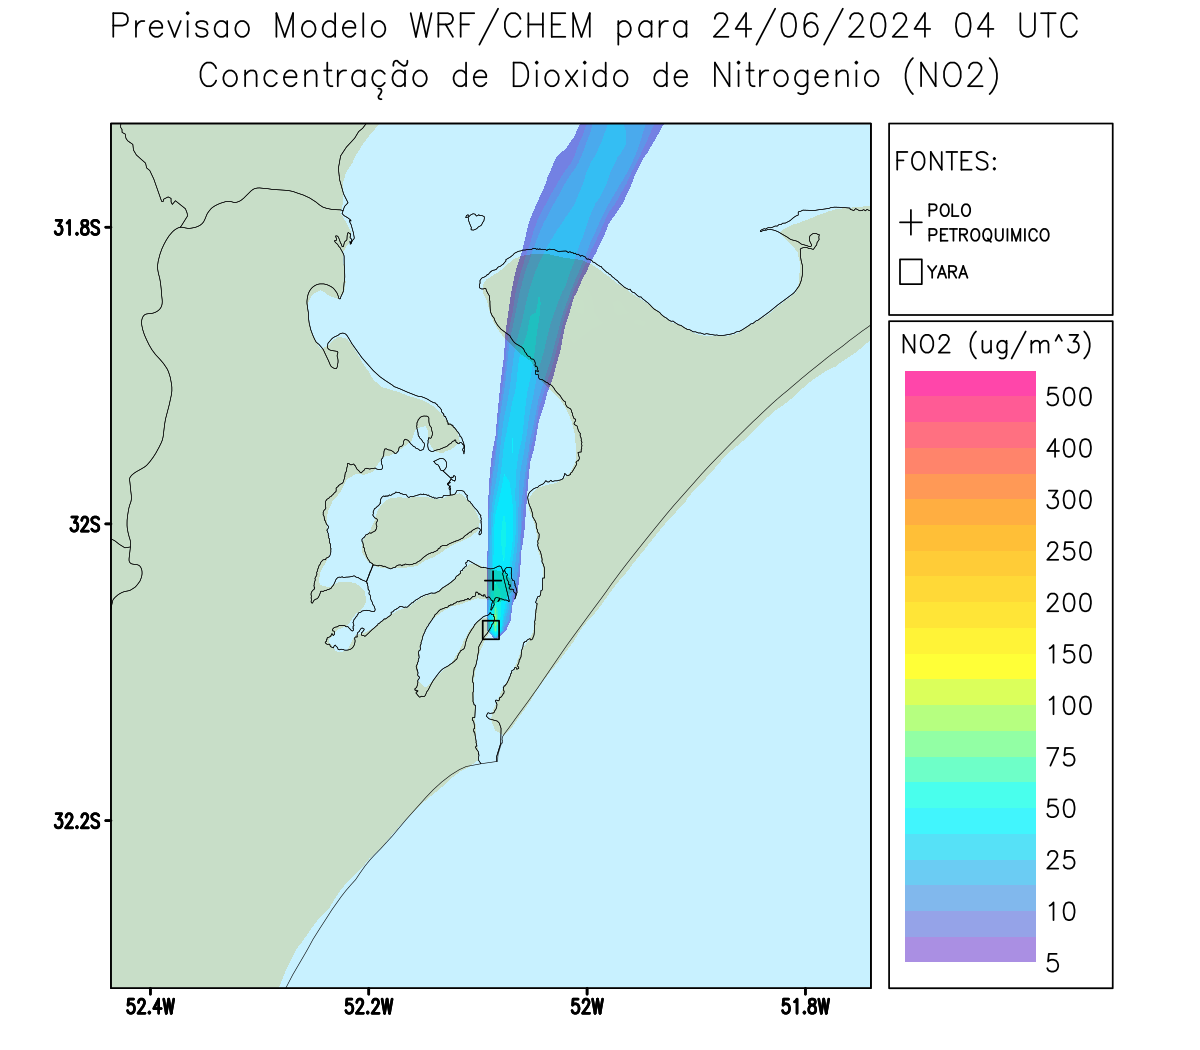 Previsao Modelo WRF/CHEM para 24/06/2024 04 UTC
Concentração de Dioxido de Nitrogenio (NO2)
FONTES:
POLO
PETROQUIMICO
YARA
NO2 (ug/m^3)
500
400
300
250
200
150
100
75
50
25
10
5
31.8S
32S
32.2S
52.4W
52.2W
52W
51.8W